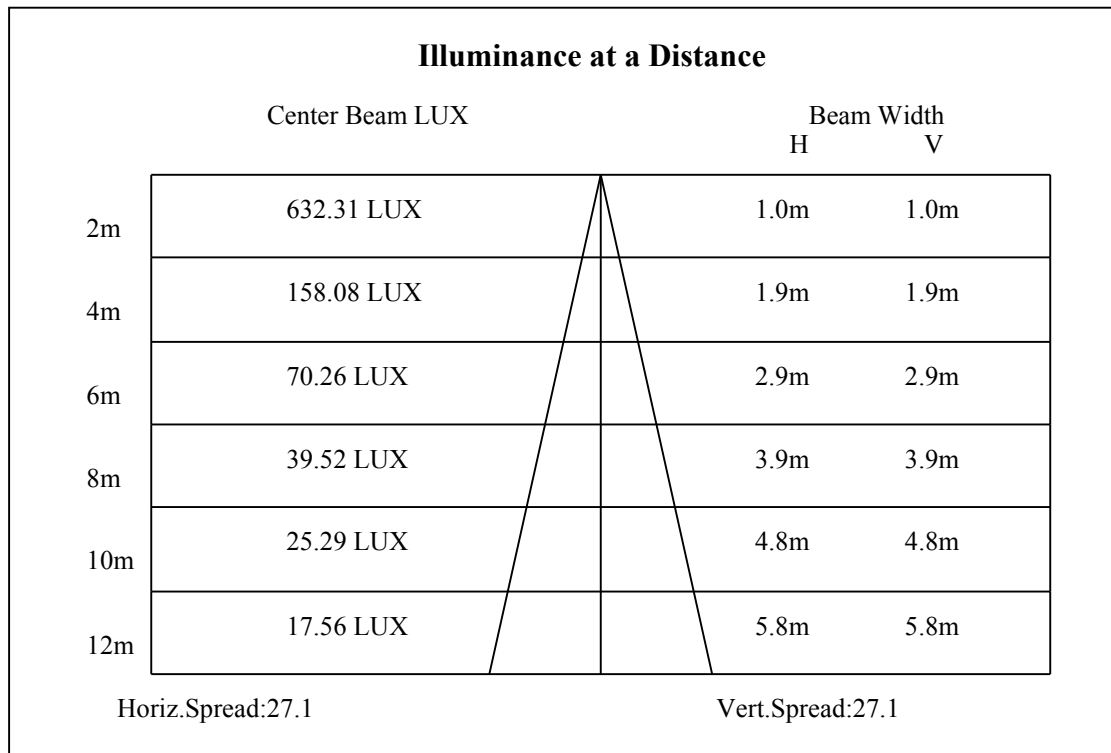 Illuminance at a Distance
Center Beam LUX Beam Width
H V
632.31 LUX 1.0m 1.0m
2m
158.08 LUX 1.9m 1.9m
4m
70.26 LUX 2.9m 2.9m
6m
39.52 LUX 3.9m 3.9m
8m
25.29 LUX 4.8m 4.8m
10m
17.56 LUX 5.8m 5.8m
12m
Horiz.Spread:27.1 Vert.Spread:27.1